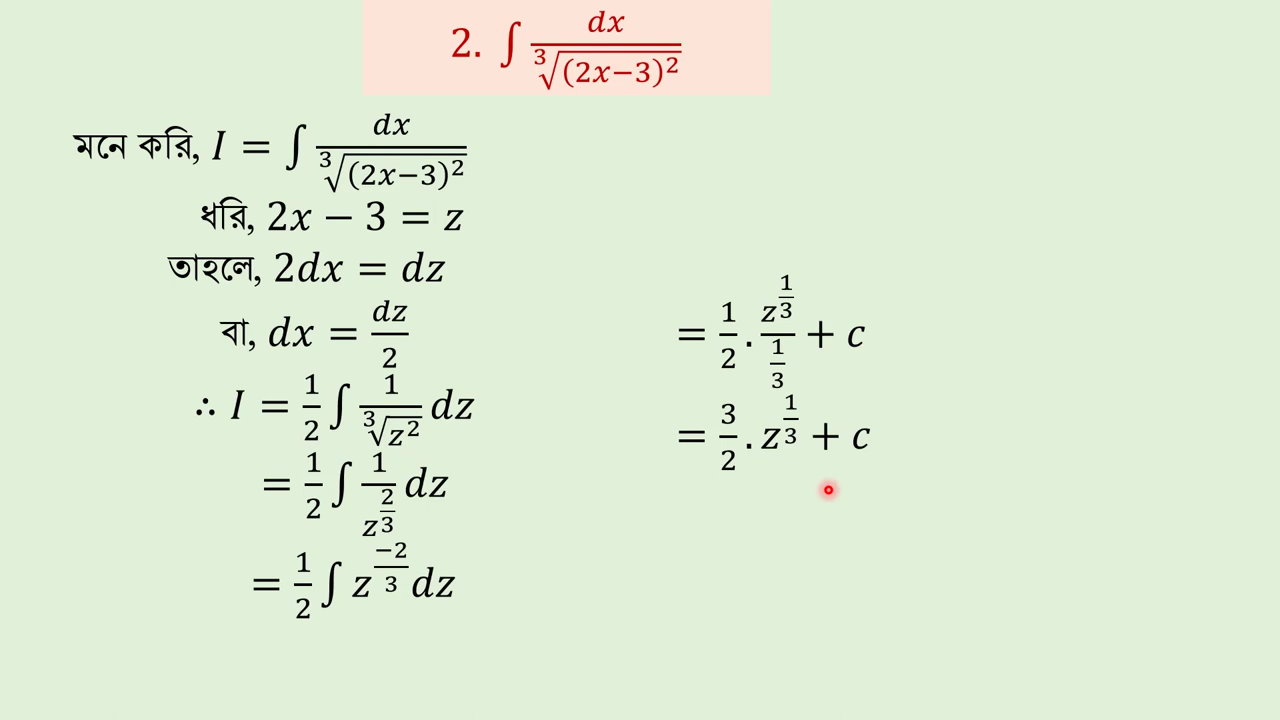 2. ∫ dx / ∛(2x−3)²
মনে করি, I = ∫ dx / ∛(2x−3)²
ধরি, 2x − 3 = z
তাহলে, 2dx = dz
বা, dx = dz/2
∴ I = 1/2 ∫ 1/∛z² dz
= 1/2 ∫ 1/z^(2/3) dz
= 1/2 ∫ z^(−2/3) dz
= 1/2 . z^(1/3) / (1/3) + c
= 3/2 . z^(1/3) + c